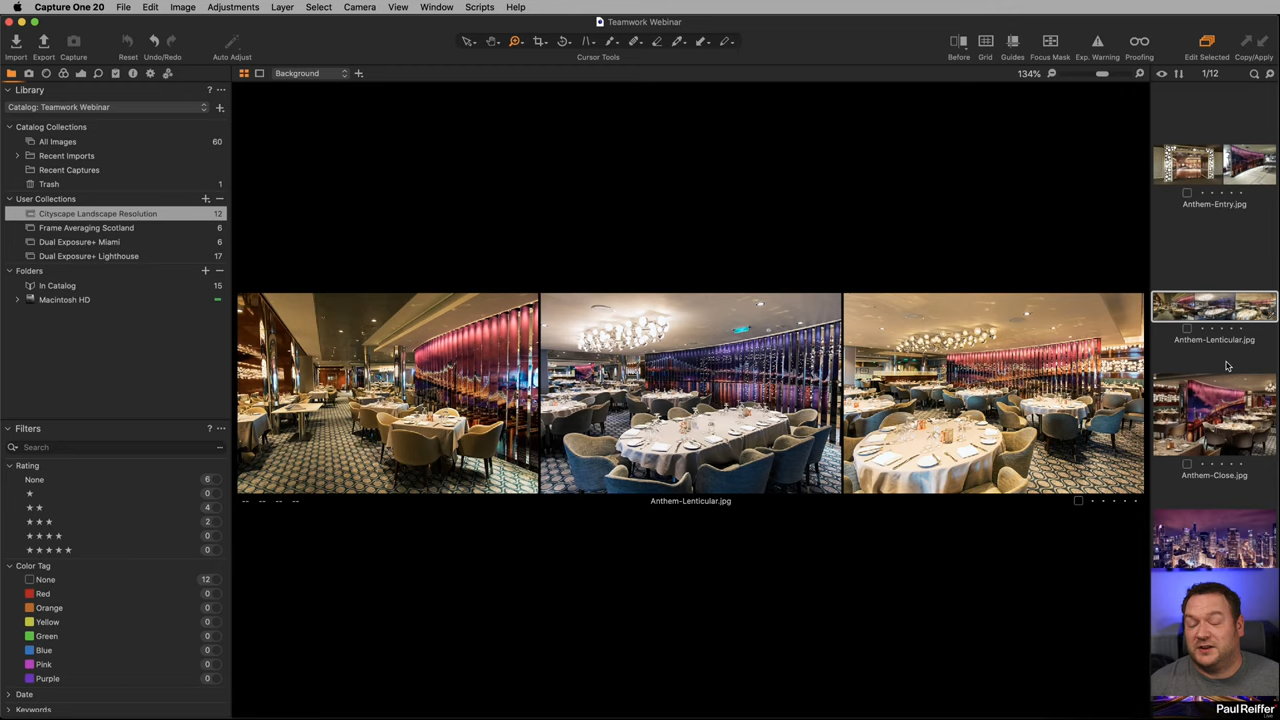 Capture One 20 File Edit Image Adjustments Layer Select Camera View Window Scripts Help
Teamwork Webinar
Import Export Capture Reset Undo/Redo Auto Adjust Cursor Tools Before Grid Guides Focus Mask Exp. Warning Proofing Edit Selected Copy/Apply
Background 134% 1/12
Library ? ...
Catalog: Teamwork Webinar
Catalog Collections
All Images 60
Recent Imports
Recent Captures
Trash 1
User Collections
Cityscape Landscape Resolution 12
Frame Averaging Scotland 6
Dual Exposure+ Miami 6
Dual Exposure+ Lighthouse 17
Folders
In Catalog 15
Macintosh HD
Filters ? ...
Search
Rating
None 6
★ 0
★ ★ 4
★ ★ ★ 2
★ ★ ★ ★ 0
★ ★ ★ ★ ★ 0
Color Tag
None 12
Red 0
Orange 0
Yellow 0
Green 0
Blue 0
Pink 0
Purple 0
Date
Keywords
-- -- -- --
Anthem-Lenticular.jpg
Anthem-Entry.jpg
Anthem-Lenticular.jpg
Anthem-Close.jpg
Paul Reiffer
Live